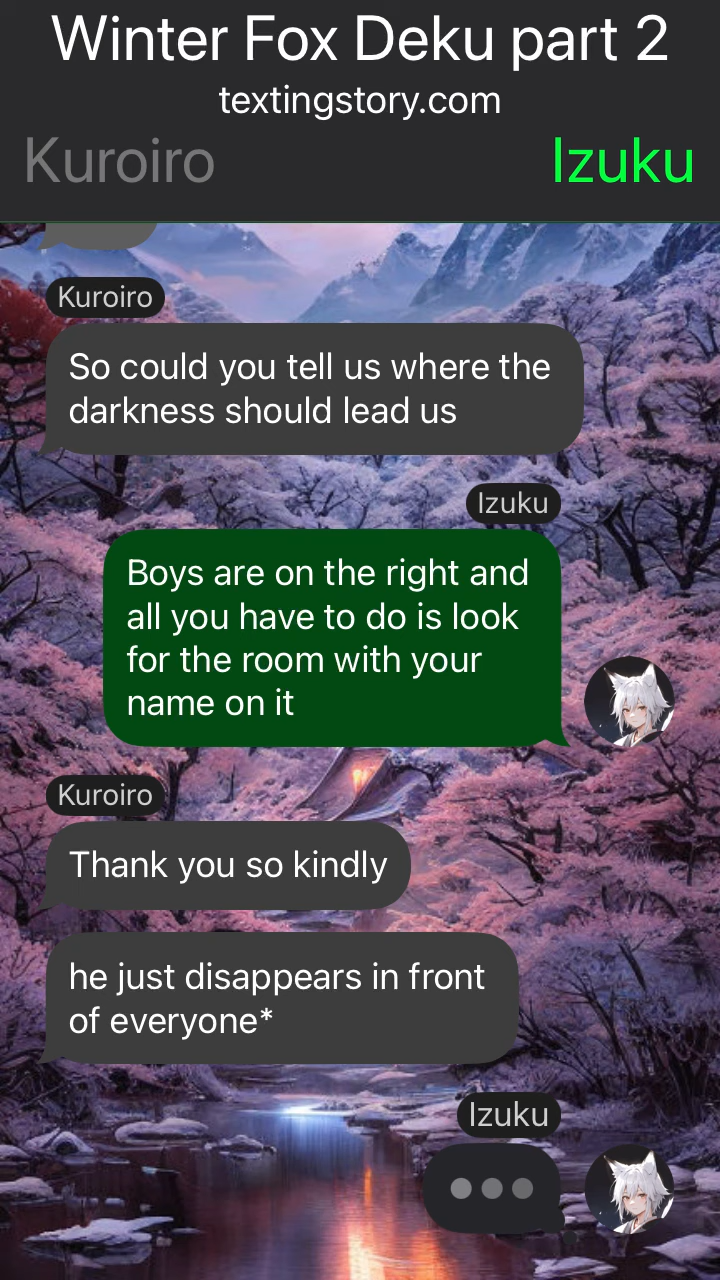 Winter Fox Deku part 2
textingstory.com
Kuroiro
Izuku
Kuroiro
So could you tell us where the
darkness should lead us
Izuku
Boys are on the right and
all you have to do is look
for the room with your
name on it
Kuroiro
Thank you so kindly
he just disappears in front
of everyone*
Izuku